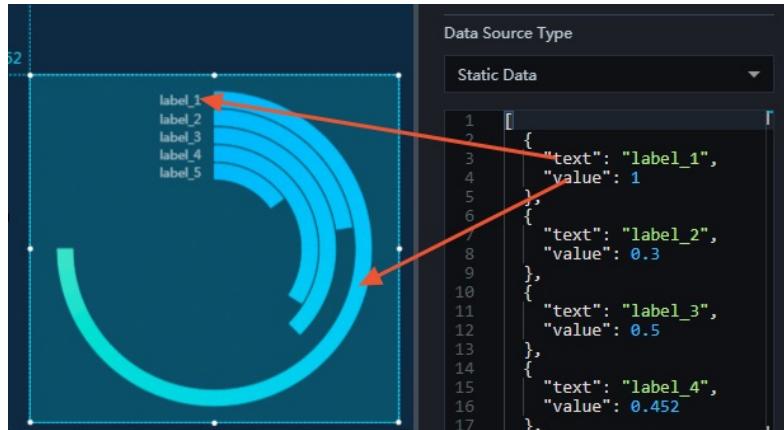 52
label_1
label_2
label_3
label_4
label_5
Data Source Type
Static Data
1 [
2 {
3 "text": "label_1",
4 "value": 1
5 },
6 {
7 "text": "label_2",
8 "value": 0.3
9 },
10 {
11 "text": "label_3",
12 "value": 0.5
13 },
14 {
15 "text": "label_4",
16 "value": 0.452
17 },